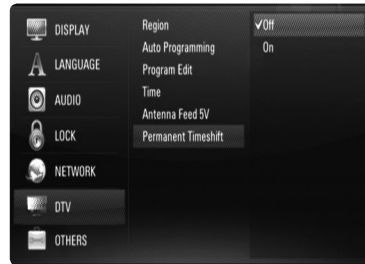 DISPLAY
LANGUAGE
AUDIO
LOCK
NETWORK
DTV
OTHERS
Region
Auto Programming
Program Edit
Time
Antenna Feed 5V
Permanent Timeshift
Off
On